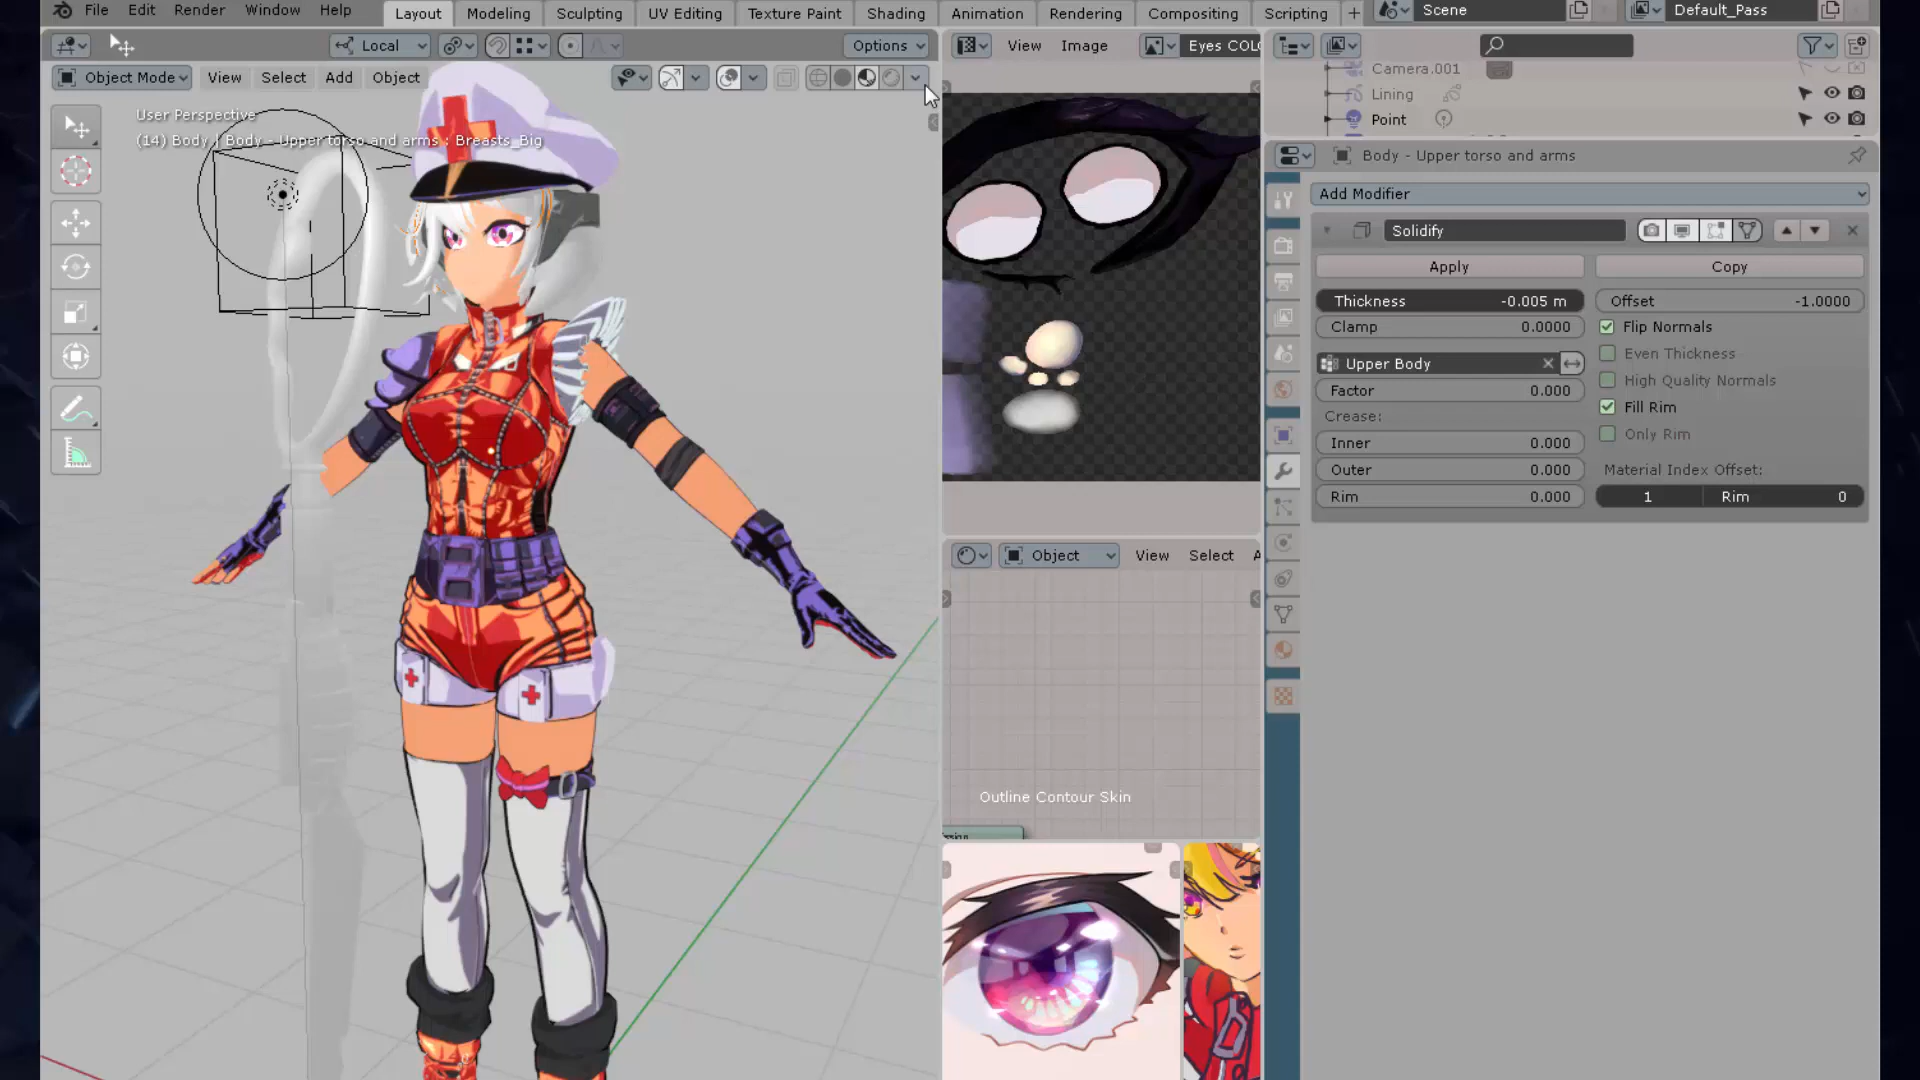 File Edit Render Window Help Layout Modeling Sculpting UV Editing Texture Paint Shading Animation Rendering Compositing Scripting + Scene Default_Pass
Local Options View Image
Eyes COL
Object Mode View Select Add Object
User Perspective
(14) Body | Body - Upper torso and arms : Breasts_Big
Camera.001
Lining
Point
Body - Upper torso and arms
Add Modifier
Solidify
Apply Copy
Thickness -0.005 m Offset -1.0000
Clamp 0.0000 Flip Normals
Even Thickness
Upper Body
High Quality Normals
Factor 0.000
Fill Rim
Crease:
Only Rim
Inner 0.000
Outer 0.000 Material Index Offset:
Rim 0.000 1 Rim 0
Object View Select A
Outline Contour Skin